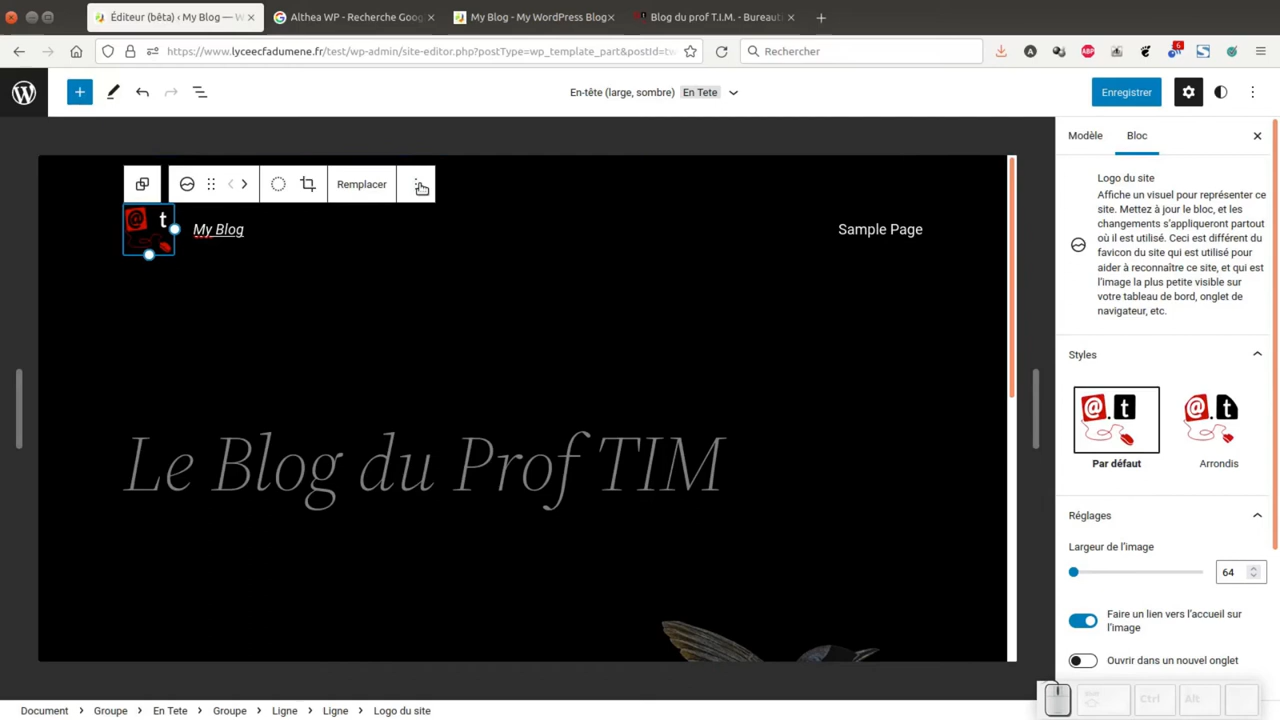 Éditeur (bêta) ‹ My Blog — W
Althea WP - Recherche Goog
My Blog - My WordPress Blog
Blog du prof T.I.M. - Bureauti
https://www.lyceecfadumene.fr/test/wp-admin/site-editor.php?postType=wp_template_part&postId=tw
Rechercher
A
ABP
6
S
En-tête (large, sombre) En Tete
Enregistrer
Modèle
Bloc
Remplacer
@ t
My Blog
Sample Page
Le Blog du Prof TIM
Logo du site
Affiche un visuel pour représenter ce
site. Mettez à jour le bloc, et les
changements s'appliqueront partout
où il est utilisé. Ceci est différent du
favicon du site qui est utilisé pour
aider à reconnaître ce site, et qui est
l'image la plus petite visible sur
votre tableau de bord, onglet de
navigateur, etc.
Styles
@.t
@.t
Par défaut
Arrondis
Réglages
Largeur de l'image
64
Faire un lien vers l'accueil sur
l'image
Ouvrir dans un nouvel onglet
Ctrl
Alt
Document
Groupe
En Tete
Groupe
Ligne
Ligne
Logo du site